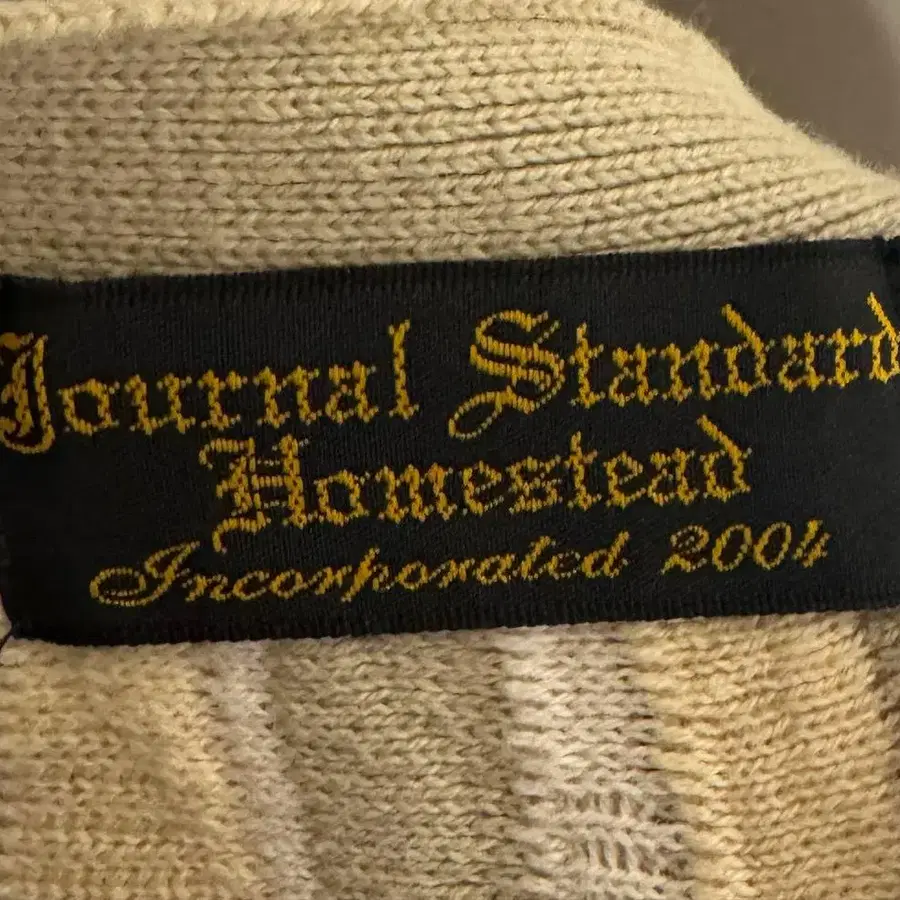 Journal Standard
Homestead
Incorporated 2004